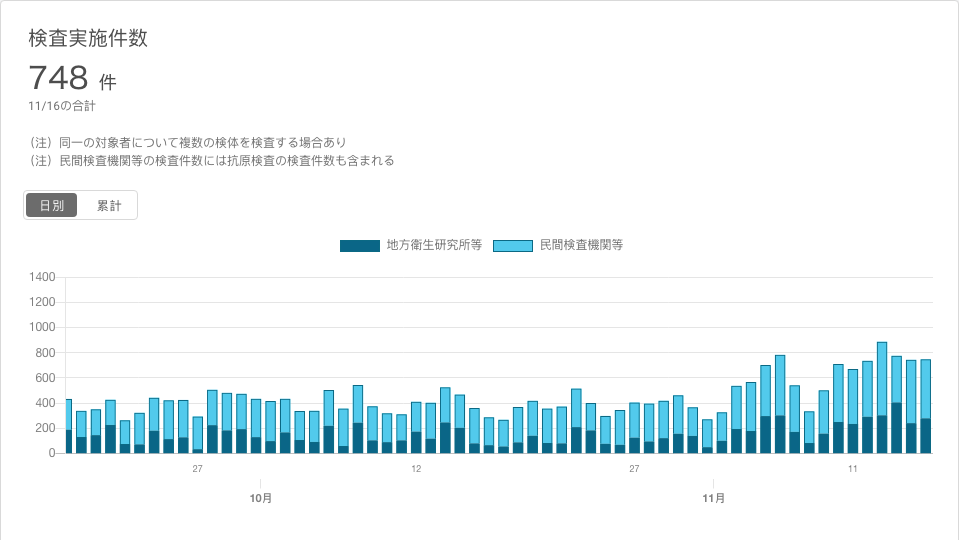 検査実施件数
748 件
11/16の合計
（注）同一の対象者について複数の検体を検査する場合あり
（注）民間検査機関等の検査件数には抗原検査の検査件数も含まれる
日別 累計
地方衛生研究所等 民間検査機関等
1400
1200
1000
800
600
400
200
0
27 12 27 11
10月 11月